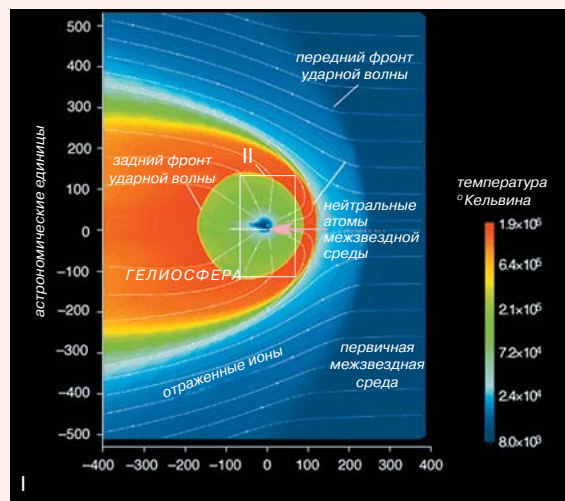 500
400
300
200
100
0
–100
–200
–300
–400
–500
астрономические единицы
передний фронт
ударной волны
задний фронт
ударной волны
II
нейтральные
атомы
межзвездной
среды
ГЕЛИОСФЕРА
отраженные ионы
первичная
межзвездная
среда
I
–400 –300 –200 –100 0 100 200 300 400
температура
°Кельвина
1.9×10⁶
6.4×10⁵
2.1×10⁵
7.2×10⁴
2.4×10⁴
8.0×10³